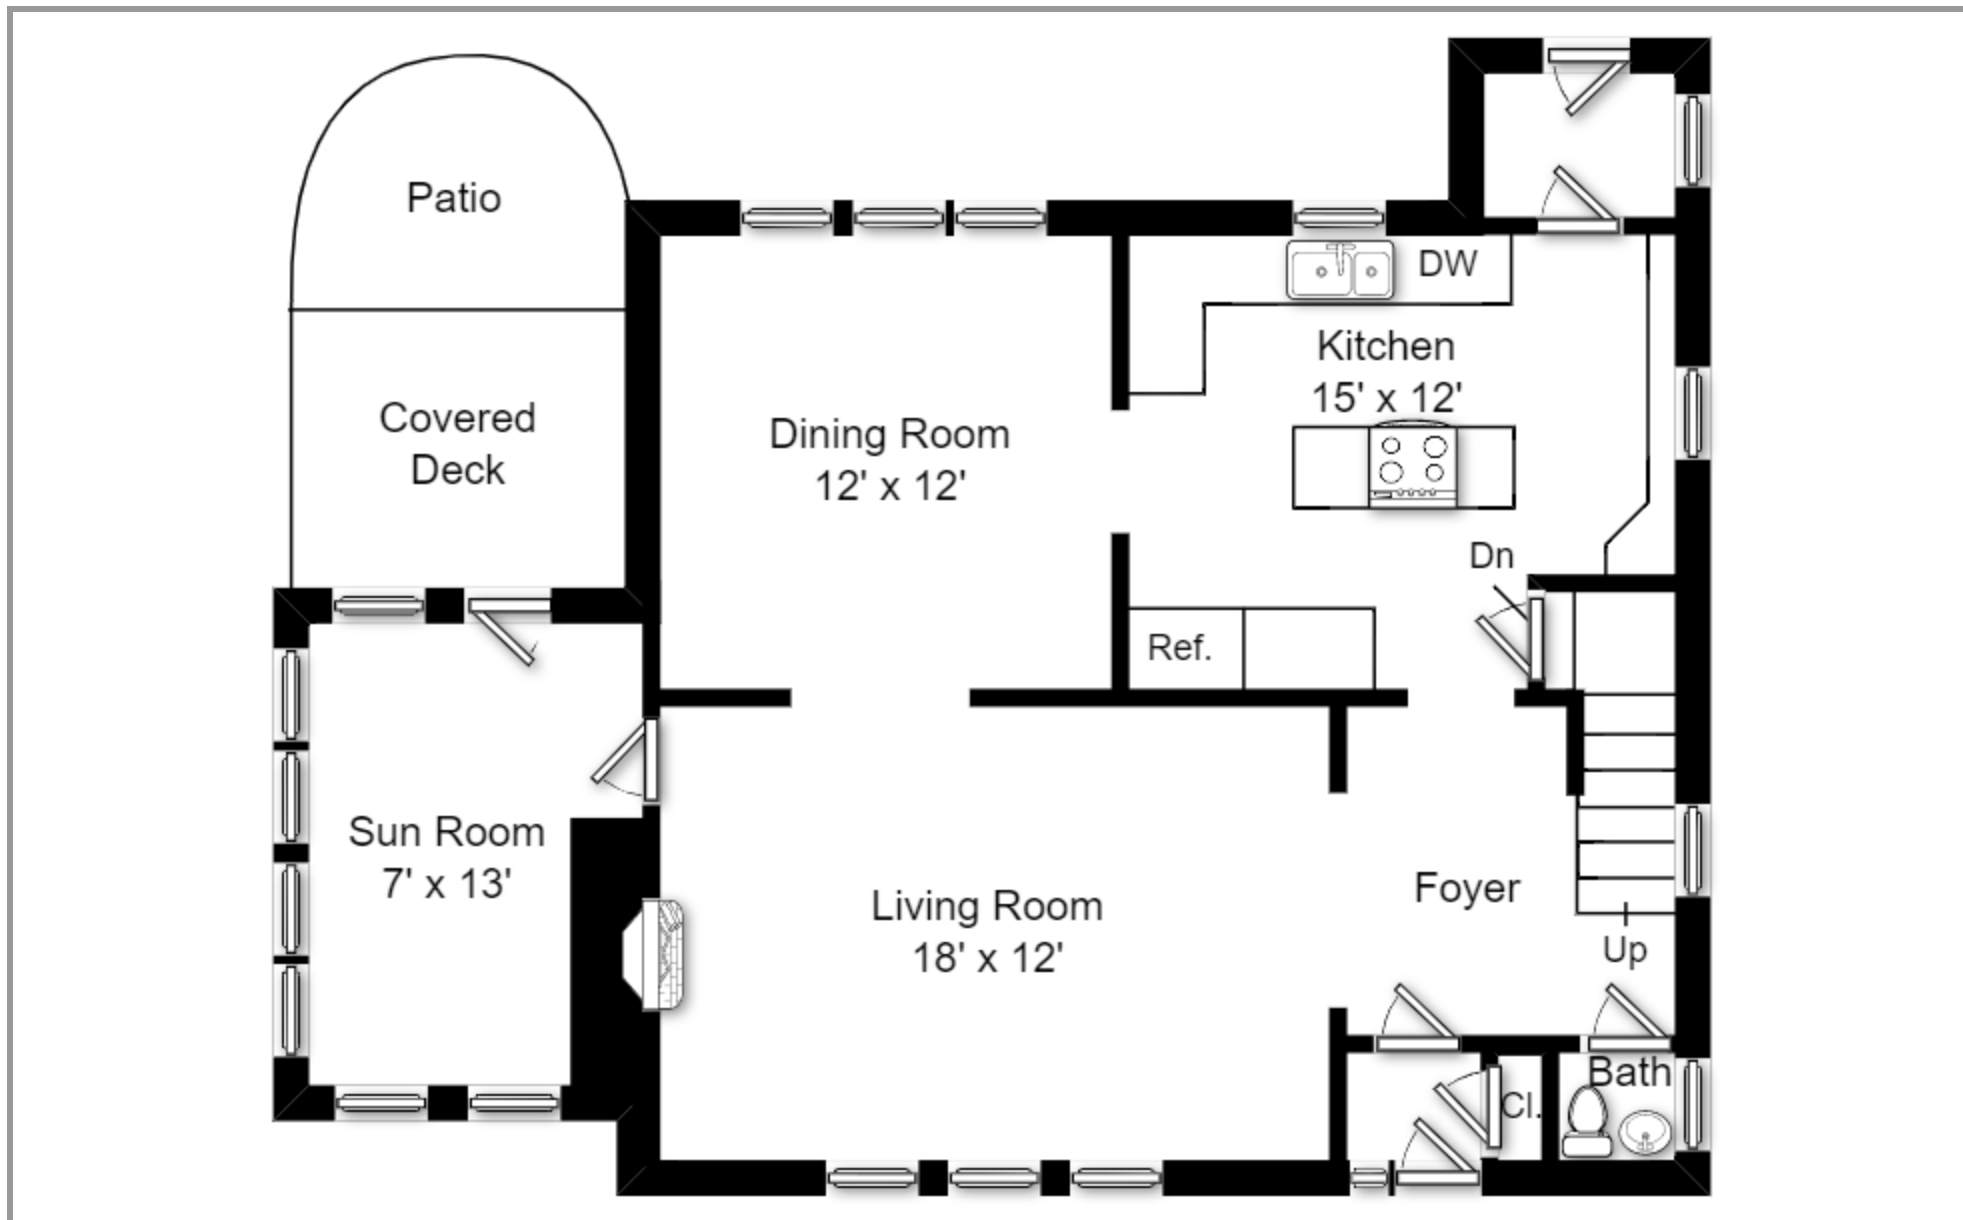 Patio
DW
Kitchen
15' x 12'
Covered
Deck
Dining Room
12' x 12'
Dn
Ref.
Sun Room
7' x 13'
Living Room
18' x 12'
Foyer
Up
Bath
Cl.